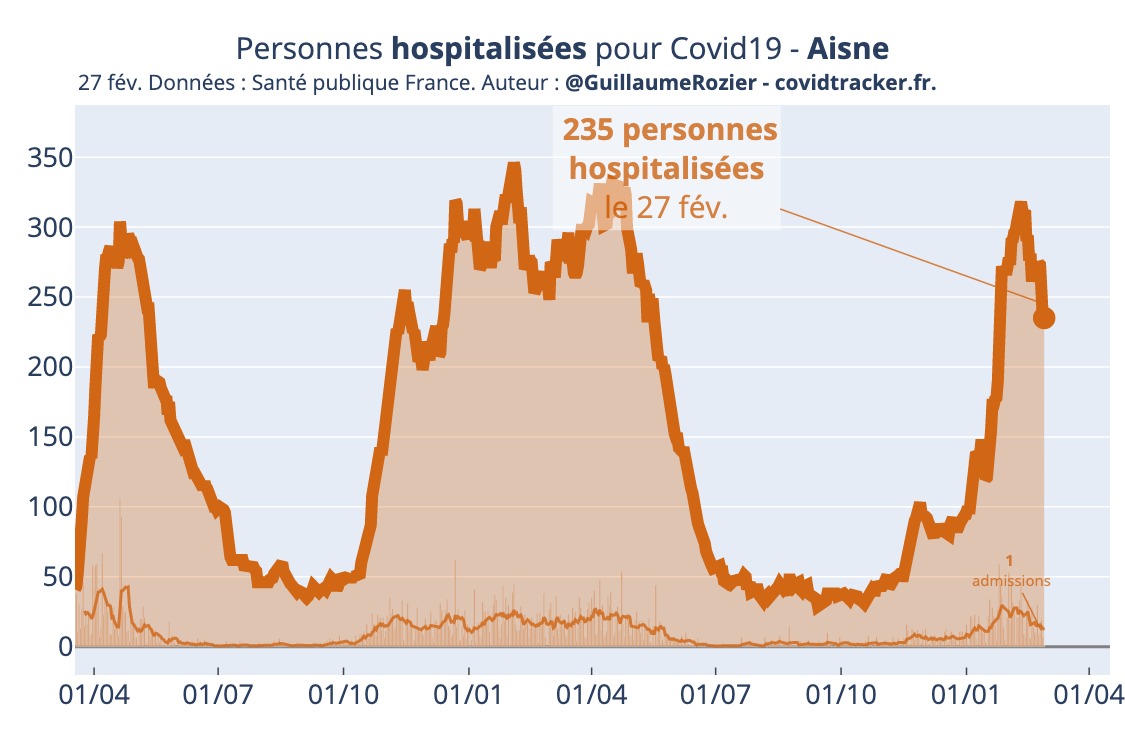 Personnes hospitalisées pour Covid19 - Aisne
27 fév. Données : Santé publique France. Auteur : @GuillaumeRozier - covidtracker.fr.
235 personnes
hospitalisées
le 27 fév.
350
300
250
200
150
100
50
0
1
admissions
01/04 01/07 01/10 01/01 01/04 01/07 01/10 01/01 01/04